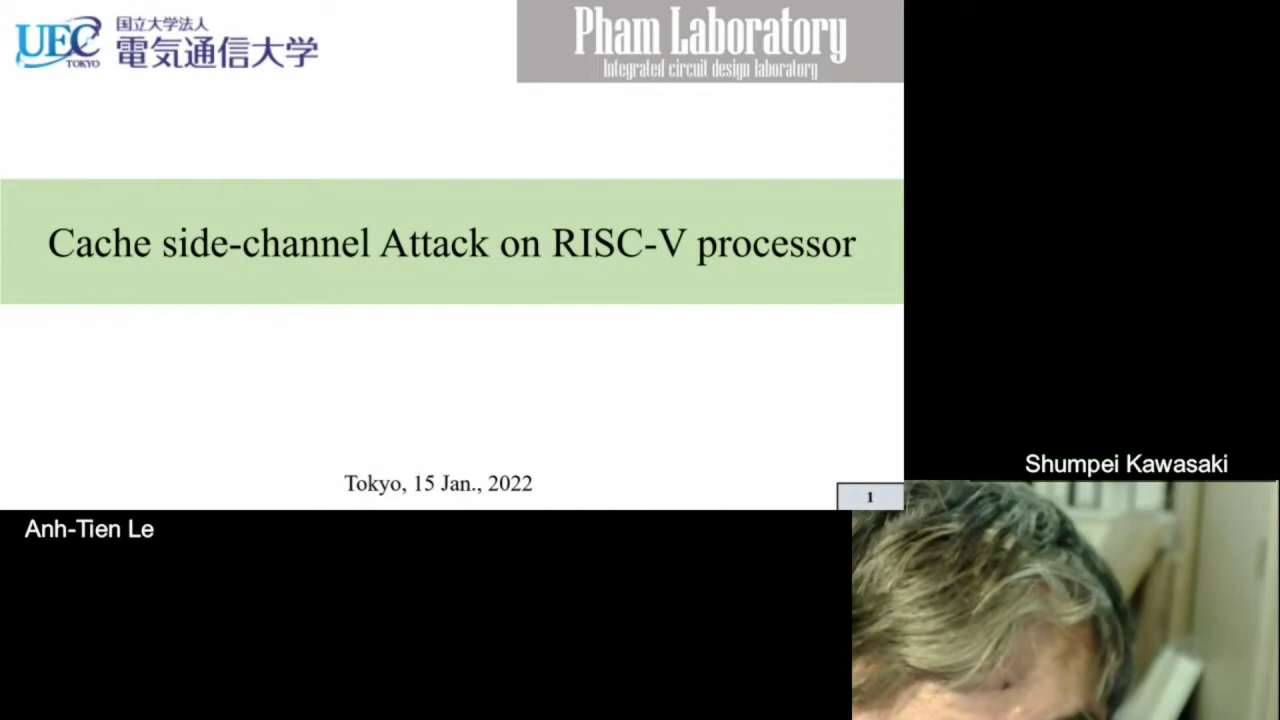 UEC
TOKYO
国立大学法人
電気通信大学
Pham Laboratory
Integrated circuit design laboratory
Cache side-channel Attack on RISC-V processor
Tokyo, 15 Jan., 2022
1
Shumpei Kawasaki
Anh-Tien Le